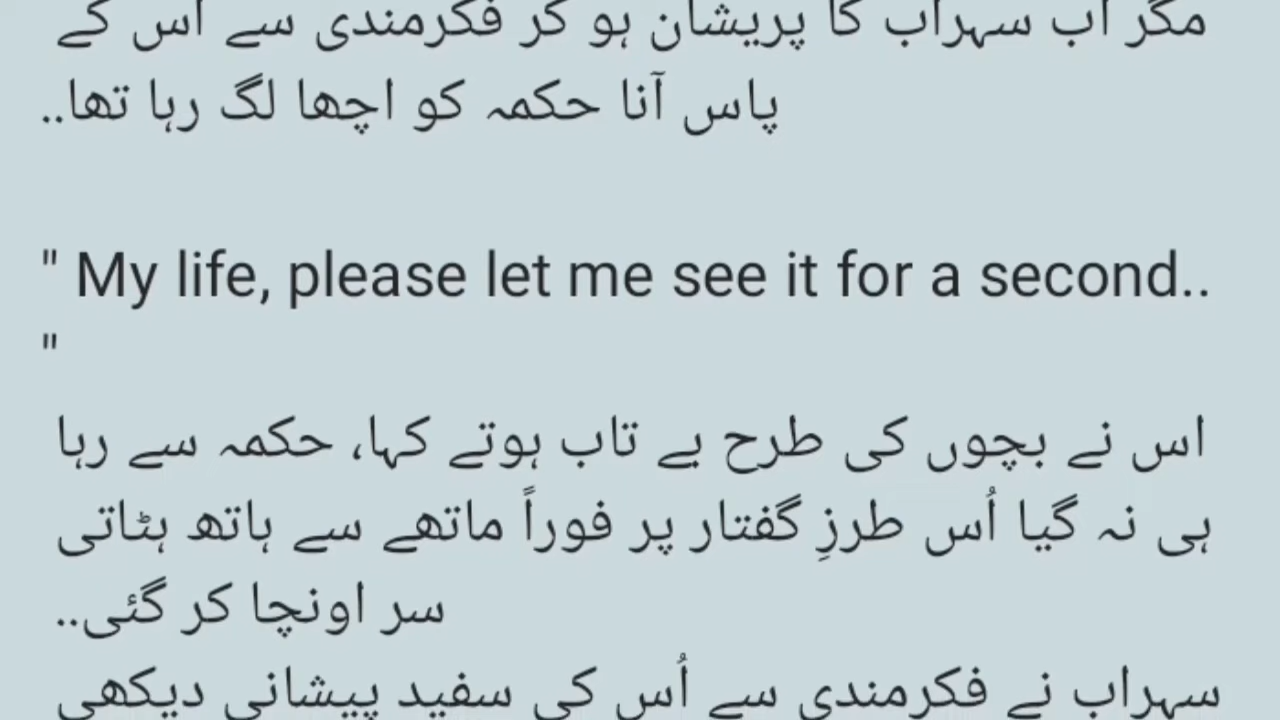 مگر اب سہراب کا پریشان ہو کر فکرمندی سے اس کے
پاس آنا حکمہ کو اچھا لگ رہا تھا..
" My life, please let me see it for a second..
"
اس نے بچوں کی طرح بے تاب ہوتے کہا، حکمہ سے رہا
ہی نہ گیا اُس طرزِ گفتار پر فوراً ماتھے سے ہاتھ ہٹاتی
سر اونچا کر گئی..
سہراب نے فکرمندی سے اُس کی سفید پیشانی دیکھی